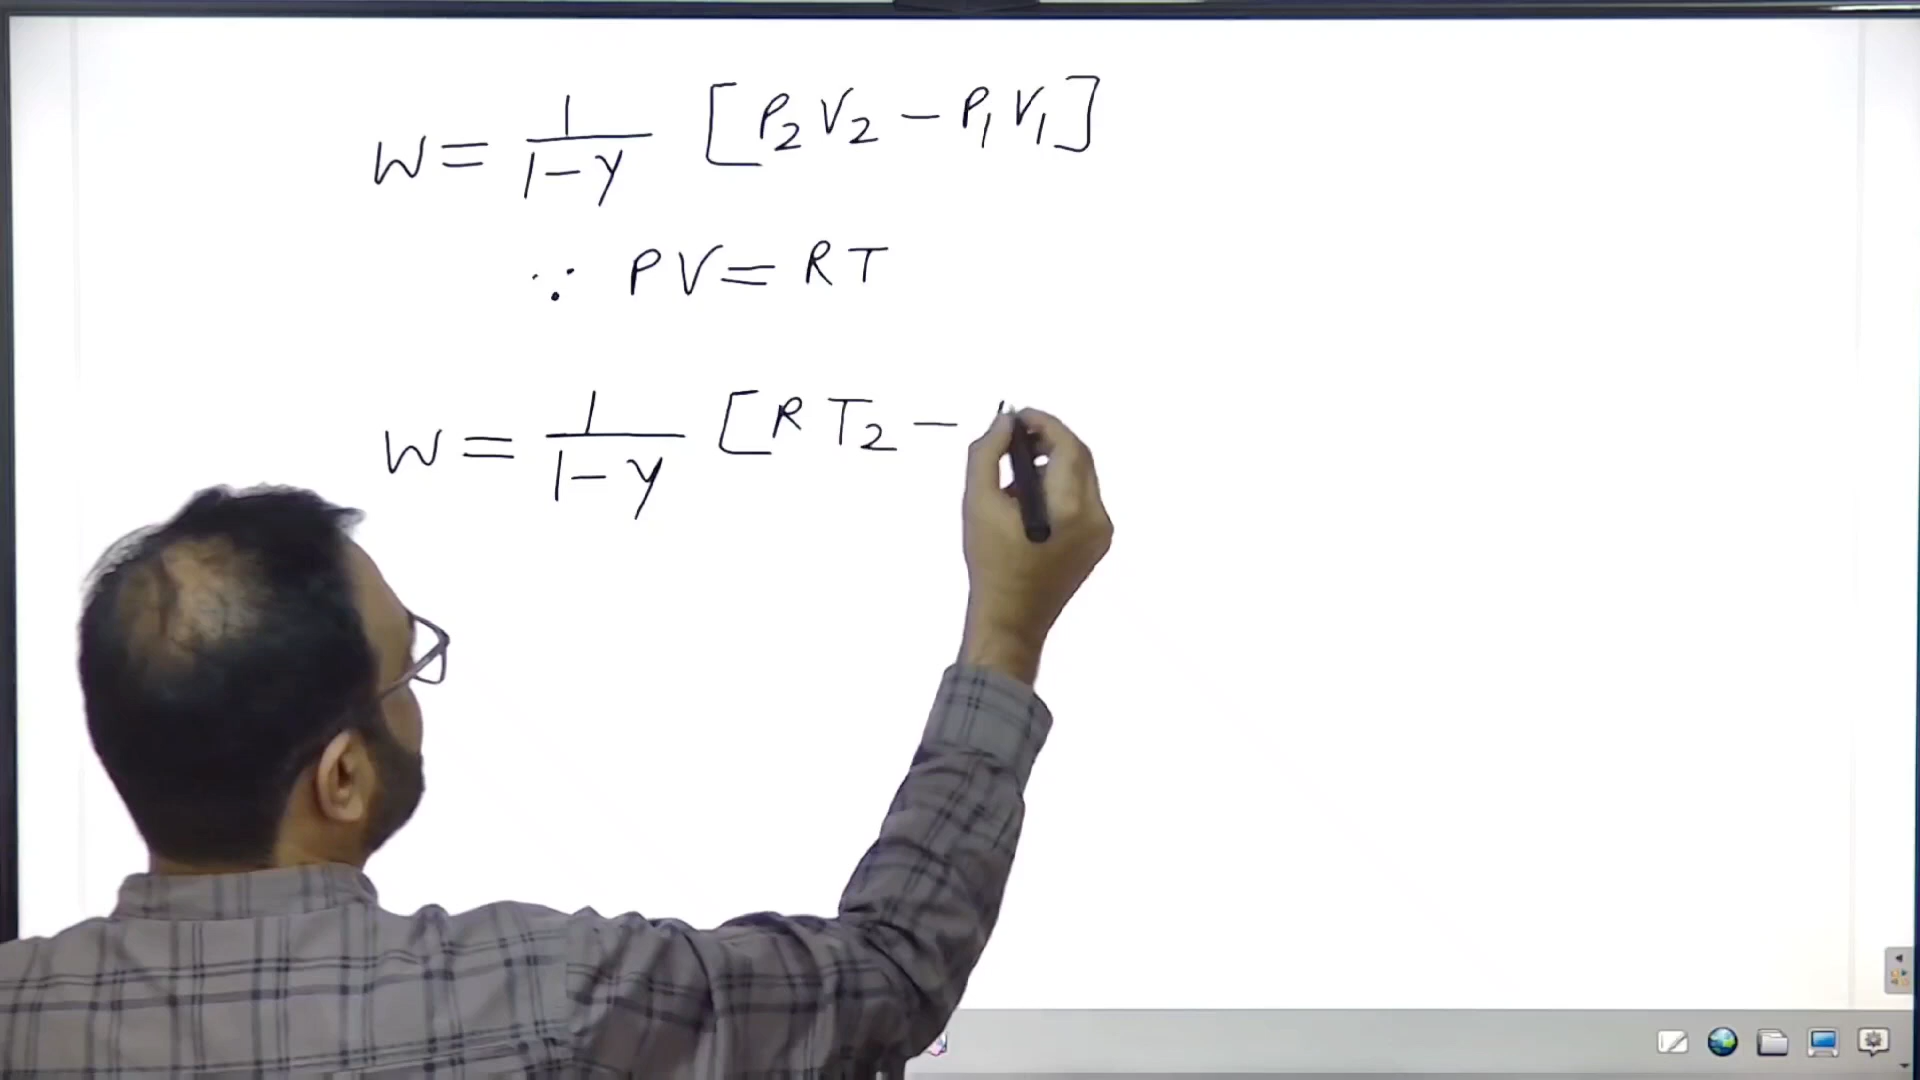 W = 1/(1-γ) [P₂V₂ - P₁V₁]
∵ PV = RT
W = 1/(1-γ) [RT₂ -